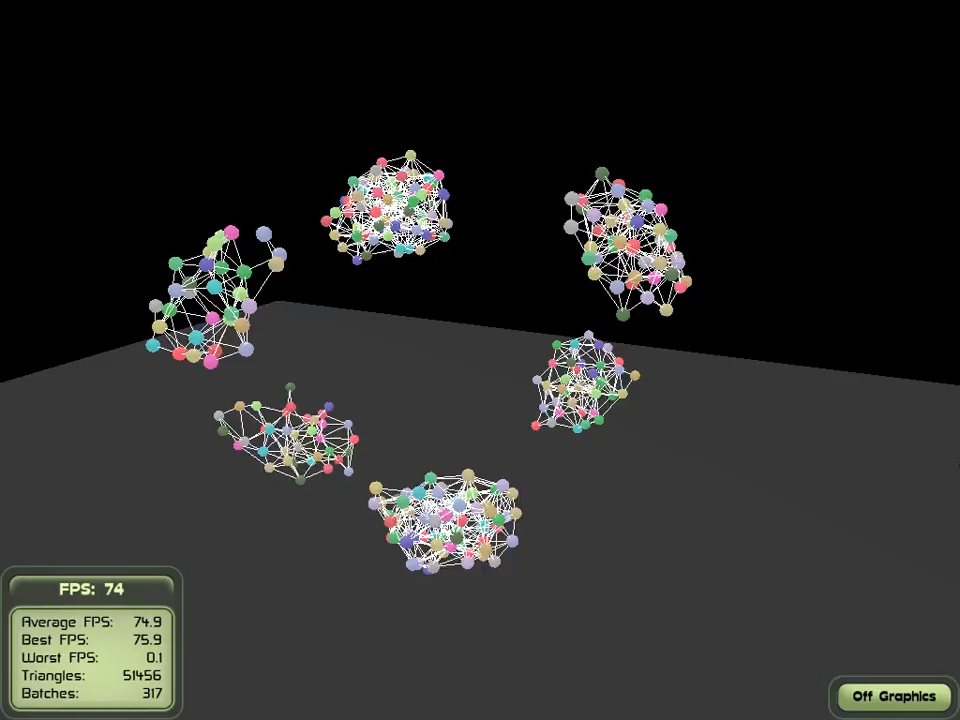 FPS: 74
Average FPS: 74.9
Best FPS: 75.9
Worst FPS: 0.1
Triangles: 51456
Batches: 317
Off Graphics